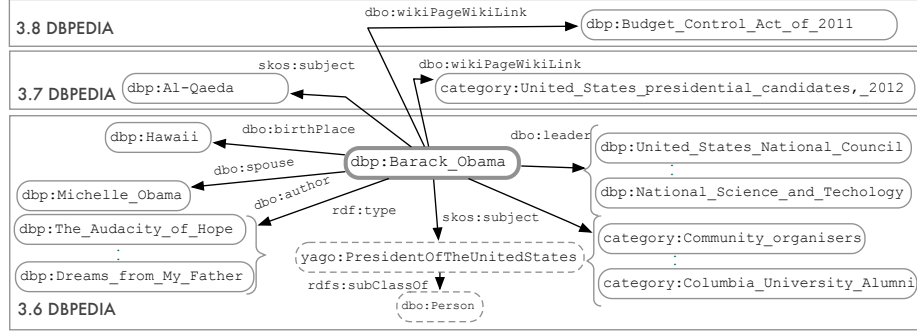 dbo:wikiPageWikiLink
3.8 DBPEDIA
dbp:Budget_Control_Act_of_2011
skos:subject
dbo:wikiPageWikiLink
3.7 DBPEDIA
dbp:Al-Qaeda
category:United_States_presidential_candidates,_2012
dbp:Hawaii
dbo:birthPlace
dbo:leader
dbp:United_States_National_Council
:
dbp:Barack_Obama
dbo:spouse
dbp:Michelle_Obama
dbo:author
dbp:National_Science_and_Techology
rdf:type
skos:subject
dbp:The_Audacity_of_Hope
:
dbp:Dreams_from_My_Father
category:Community_organisers
:
category:Columbia_University_Alumni
yago:PresidentOfTheUnitedStates
rdfs:subClassOf
dbo:Person
3.6 DBPEDIA